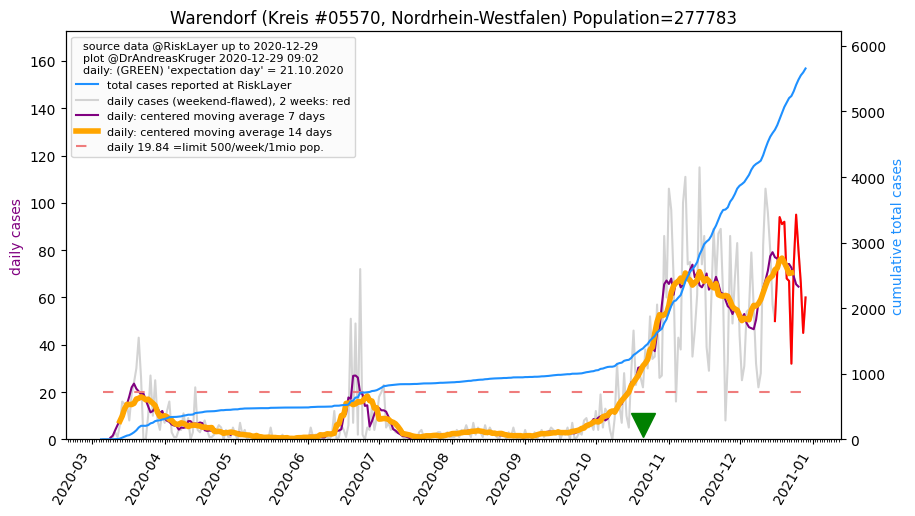 Warendorf (Kreis #05570, Nordrhein-Westfalen) Population=277783
source data @RiskLayer up to 2020-12-29
plot @DrAndreasKruger 2020-12-29 09:02
daily: (GREEN) 'expectation day' = 21.10.2020
total cases reported at RiskLayer
daily cases (weekend-flawed), 2 weeks: red
daily: centered moving average 7 days
daily: centered moving average 14 days
daily 19.84 =limit 500/week/1mio pop.
daily cases
160
140
120
100
80
60
40
20
0
cumulative total cases
6000
5000
4000
3000
2000
1000
0
2020-03
2020-04
2020-05
2020-06
2020-07
2020-08
2020-09
2020-10
2020-11
2020-12
2021-01